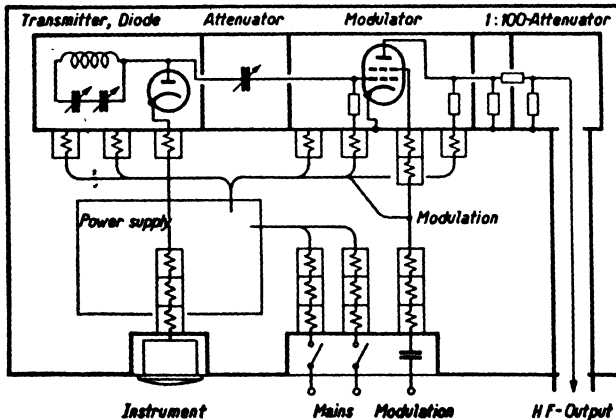 Transmitter, Diode Attenuator Modulator 1:100-Attenuator
Power supply
Modulation
Instrument Mains Modulation HF-Output